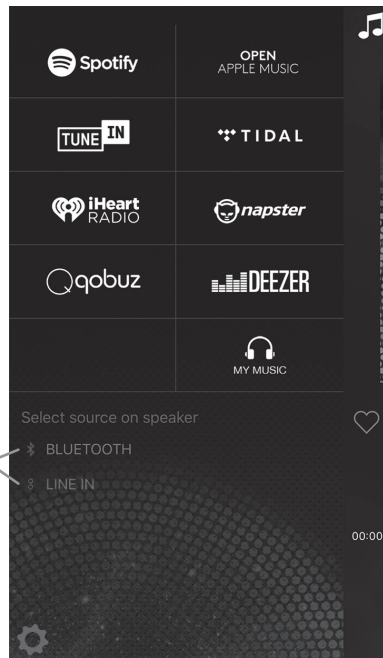 Spotify
OPEN
APPLE MUSIC
TUNE IN
TIDAL
iHeart
RADIO
napster
qobuz
DEEZER
MY MUSIC
Select source on speaker
BLUETOOTH
LINE IN
00:00